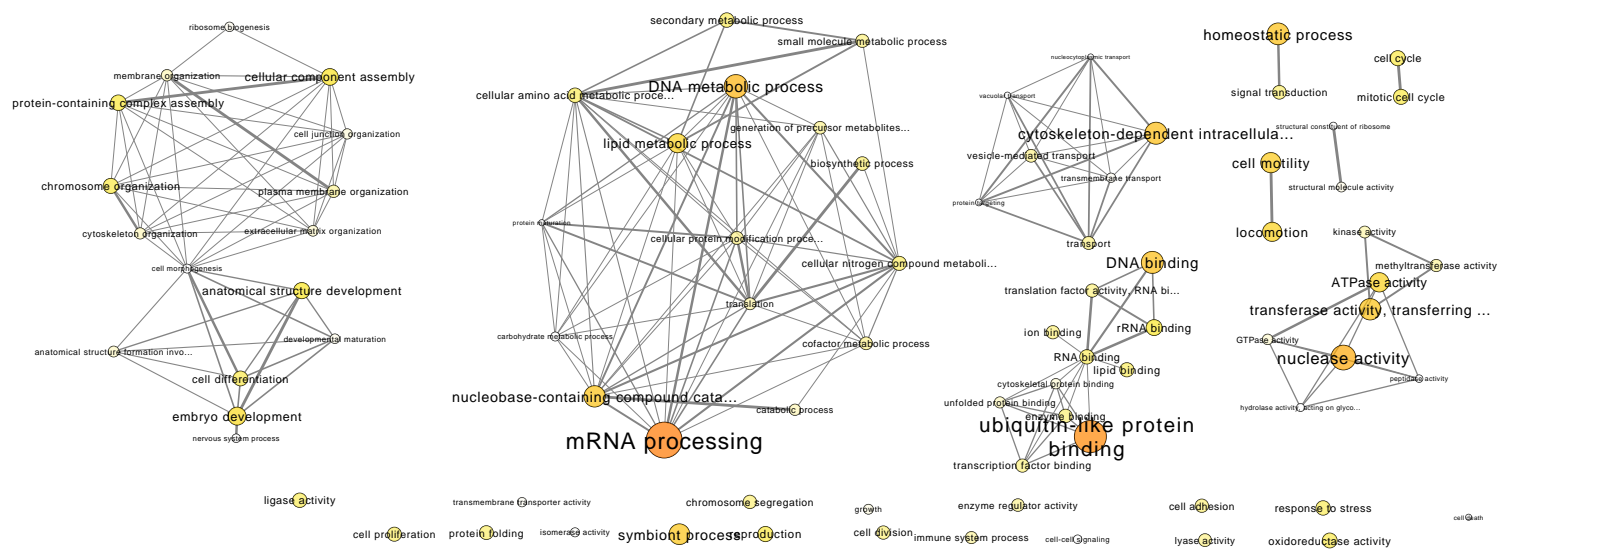 ribosome biogenesis
membrane organization
cellular component assembly
protein-containing complex assembly
cell junction organization
chromosome organization
plasma membrane organization
cytoskeleton organization
extracellular matrix organization
cell morphogenesis
anatomical structure development
developmental maturation
anatomical structure formation invo...
cell differentiation
embryo development
nervous system process
secondary metabolic process
small molecule metabolic process
DNA metabolic process
cellular amino acid metabolic proce...
generation of precursor metabolites...
lipid metabolic process
biosynthetic process
protein maturation
cellular protein modification proce...
cellular nitrogen compound metaboli...
translation
carbohydrate metabolic process
cofactor metabolic process
nucleobase-containing compound cata...
catabolic process
mRNA processing
nucleocytoplasmic transport
vacuolar transport
cytoskeleton-dependent intracellula...
vesicle-mediated transport
transmembrane transport
protein targeting
transport
DNA binding
translation factor activity, RNA bi...
ion binding
rRNA binding
RNA binding
lipid binding
cytoskeletal protein binding
unfolded protein binding
enzyme binding
ubiquitin-like protein
binding
transcription factor binding
homeostatic process
signal transduction
cell cycle
mitotic cell cycle
structural constituent of ribosome
structural molecule activity
cell motility
locomotion
kinase activity
methyltransferase activity
ATPase activity
transferase activity, transferring ...
GTPase activity
nuclease activity
peptidase activity
hydrolase activity, acting on glyco...
ligase activity
transmembrane transporter activity
chromosome segregation
growth
enzyme regulator activity
cell adhesion
response to stress
cell death
cell proliferation
protein folding
isomerase activity
symbiont process
reproduction
cell division
immune system process
cell-cell signaling
lyase activity
oxidoreductase activity